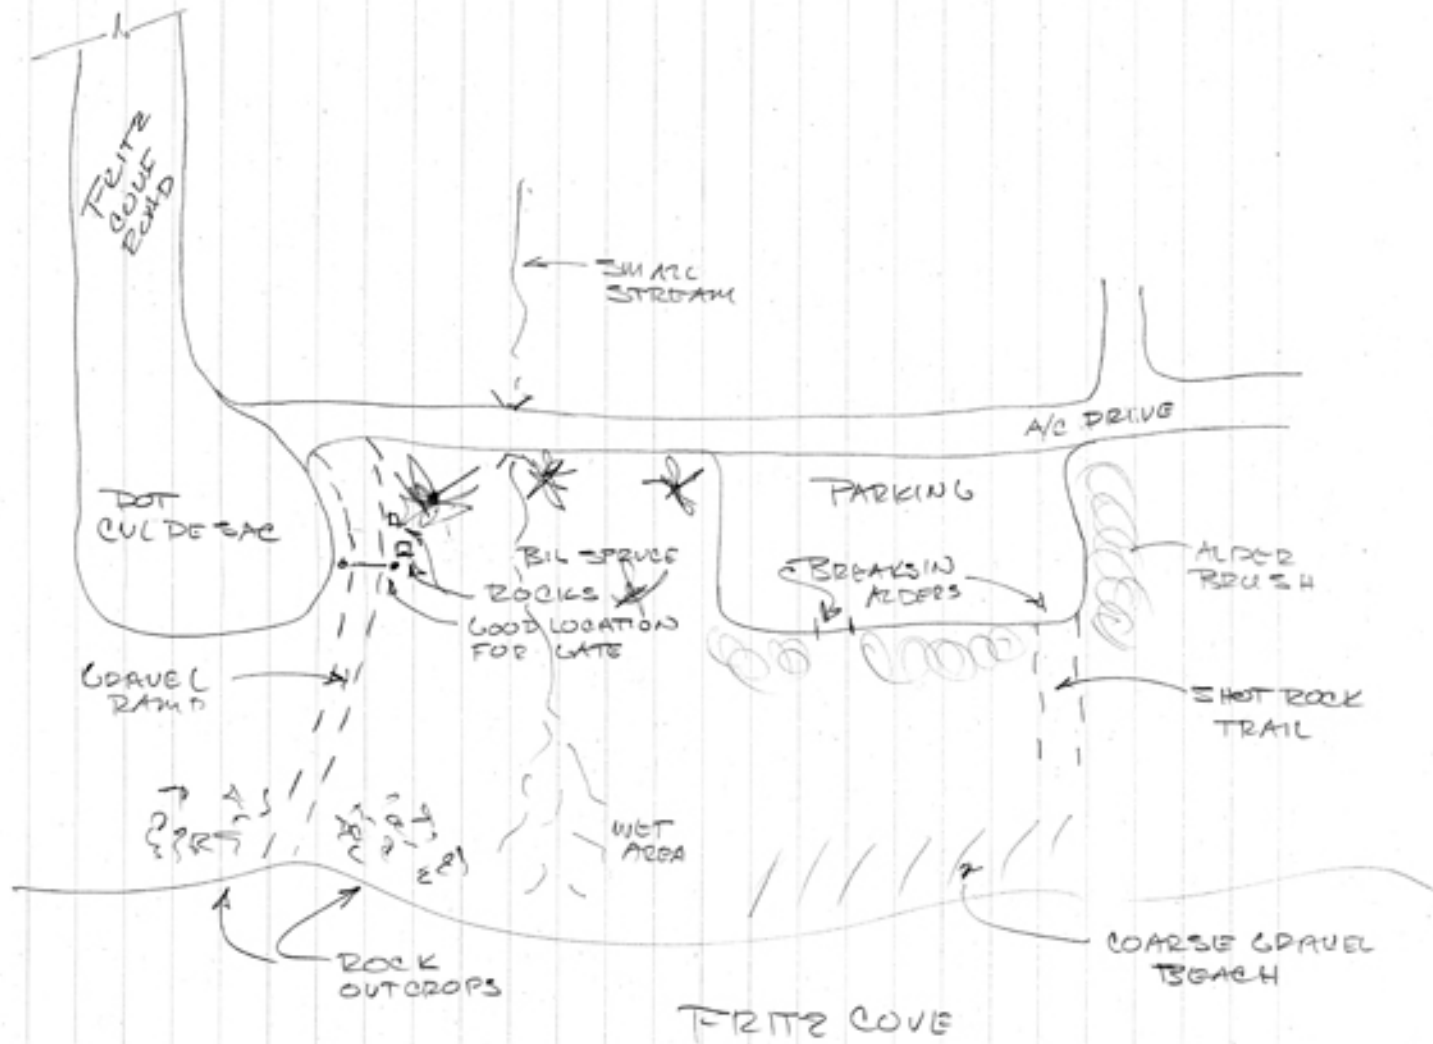 FRITZ
COVE
ROAD
SMALL
STREAM
A/C DRIVE
DOT
CUL DE SAC
PARKING
BIG SPRUCE
BREAKS IN
ALDERS
ALDER
BRUSH
ROCKS
GOOD LOCATION
FOR GATE
GRAVEL
RAMP
SHOT ROCK
TRAIL
WET
AREA
ROCK
OUTCROPS
COARSE GRAVEL
BEACH
FRITZ COVE